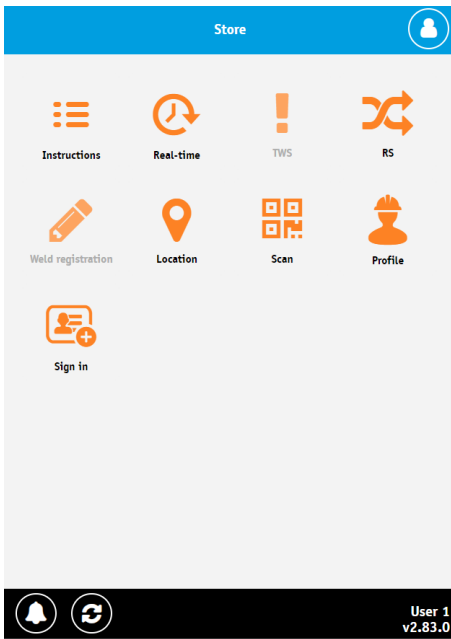 Store
Instructions
Real-time
TWS
RS
Weld registration
Location
Scan
Profile
Sign in
User 1
v2.83.0